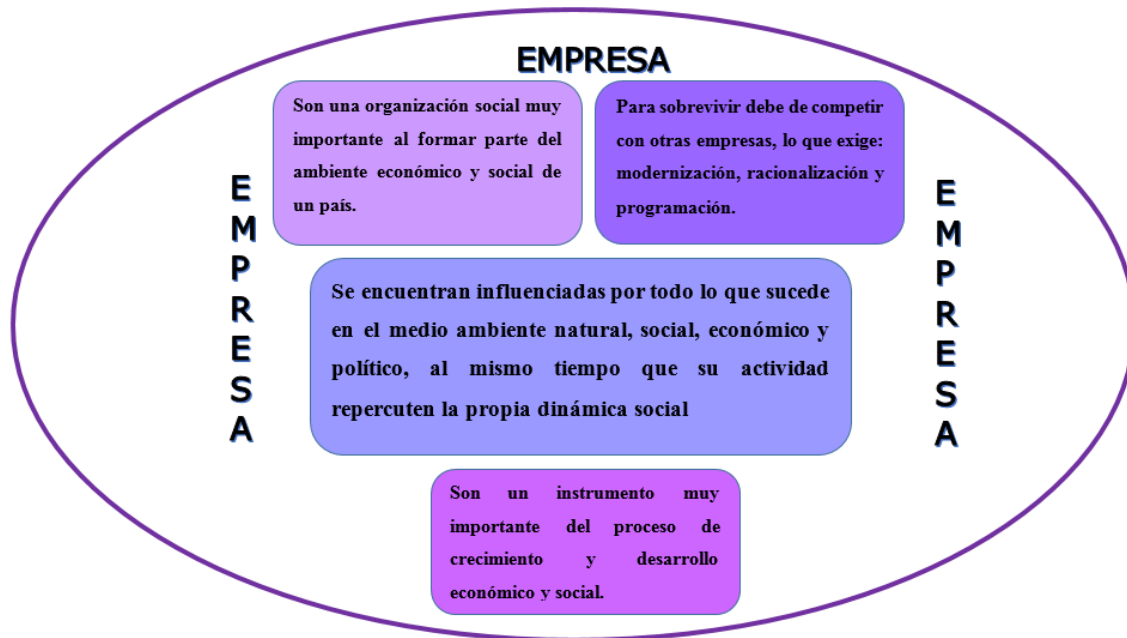 EMPRESA
Son una organización social muy
importante al formar parte del
ambiente económico y social de
un país.
Para sobrevivir debe de competir
con otras empresas, lo que exige:
modernización, racionalización y
programación.
EMPRESA
Se encuentran influenciadas por todo lo que sucede
en el medio ambiente natural, social, económico y
político, al mismo tiempo que su actividad
repercuten la propia dinámica social
EMPRESA
Son un instrumento muy
importante del proceso de
crecimiento y desarrollo
económico y social.